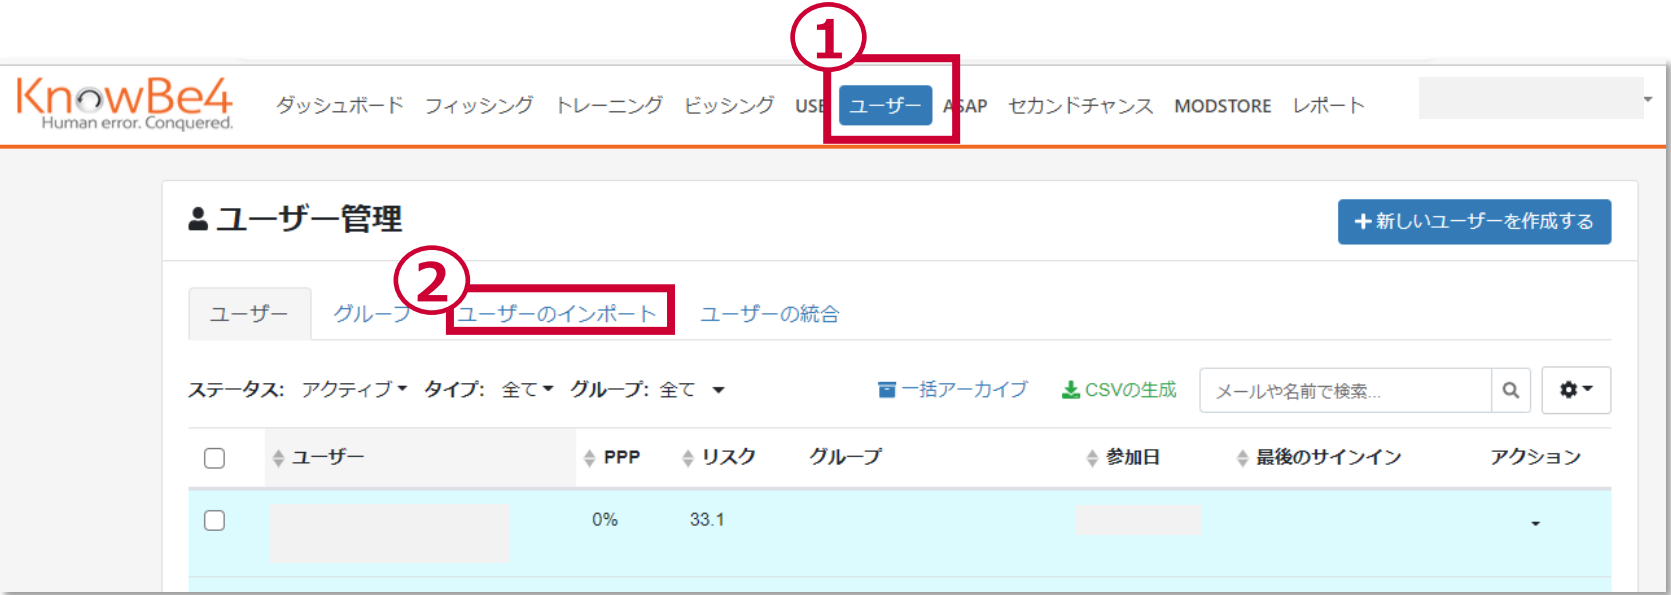 ①
KnowBe4
Human error. Conquered.
ダッシュボード フィッシング トレーニング ビッシング USB ユーザー ASAP セカンドチャンス MODSTORE レポート
ユーザー管理
+新しいユーザーを作成する
②
ユーザー グループ ユーザーのインポート ユーザーの統合
ステータス: アクティブ タイプ: 全て グループ: 全て 一括アーカイブ CSVの生成 メールや名前で検索...
ユーザー PPP リスク グループ 参加日 最後のサインイン アクション
0% 33.1